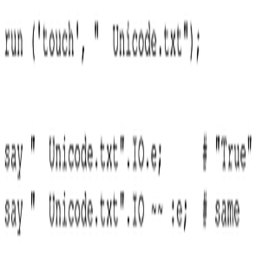 run ('touch', " Unicode.txt");
say " Unicode.txt".IO.e; # "True"
say " Unicode.txt".IO ~~ :e; # same